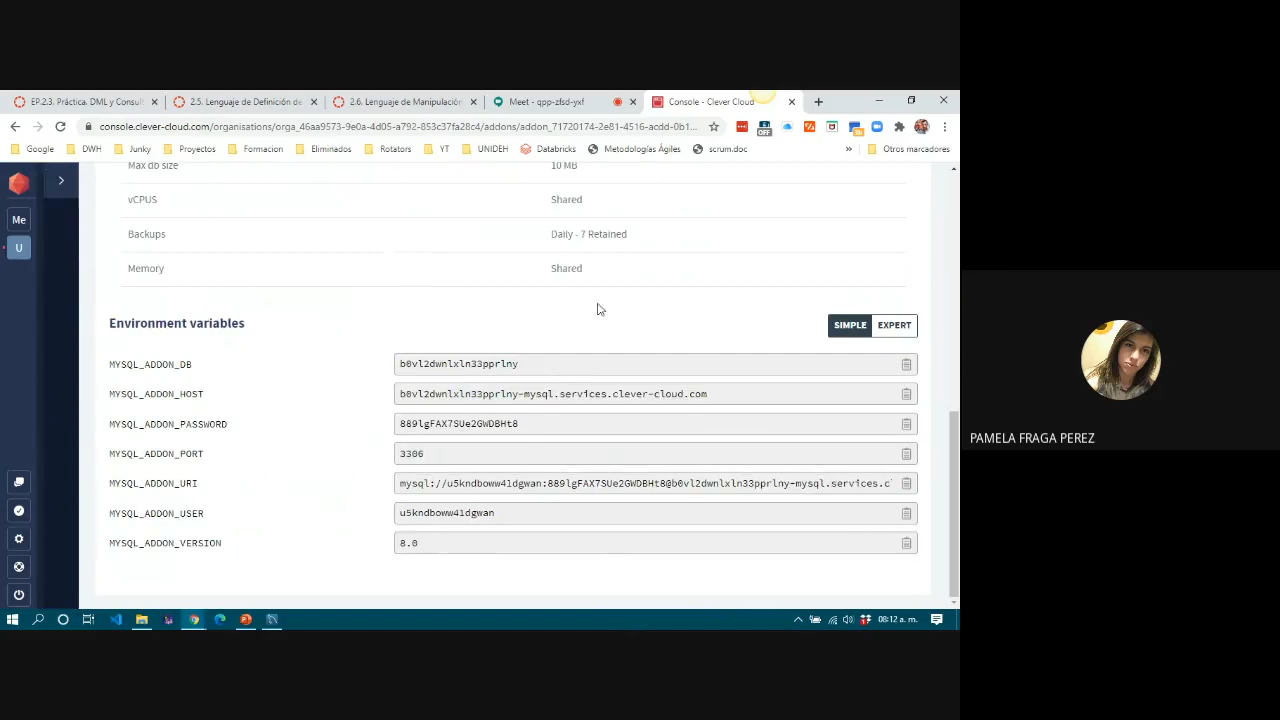 EP.2.3. Práctica. DML y Consult
2.5. Lenguaje de Definición de
2.6. Lenguaje de Manipulación
Meet - qpp-zfsd-yxf
Console - Clever Cloud
console.clever-cloud.com/organisations/orga_46aa9573-9e0a-4d05-a792-853c37fa28c4/addons/addon_71720174-2e81-4516-acdd-0b1...
OFF
Google
DWH
Junky
Proyectos
Formacion
Eliminados
Rotators
YT
UNIDEH
Databricks
Metodologías Ágiles
scrum.doc
»
Otros marcadores
Max db size 10 MB
vCPUS Shared
Me
U
Backups Daily - 7 Retained
Memory Shared
Environment variables
SIMPLE EXPERT
MYSQL_ADDON_DB b0vl2dwnlxln33pprlny
MYSQL_ADDON_HOST b0vl2dwnlxln33pprlny-mysql.services.clever-cloud.com
MYSQL_ADDON_PASSWORD 889lgFAX7SUe2GWDBHt8
MYSQL_ADDON_PORT 3306
MYSQL_ADDON_URI mysql://u5kndboww41dgwan:889lgFAX7SUe2GWDBHt8@b0vl2dwnlxln33pprlny-mysql.services.c
MYSQL_ADDON_USER u5kndboww41dgwan
MYSQL_ADDON_VERSION 8.0
08:12 a. m.
PAMELA FRAGA PEREZ